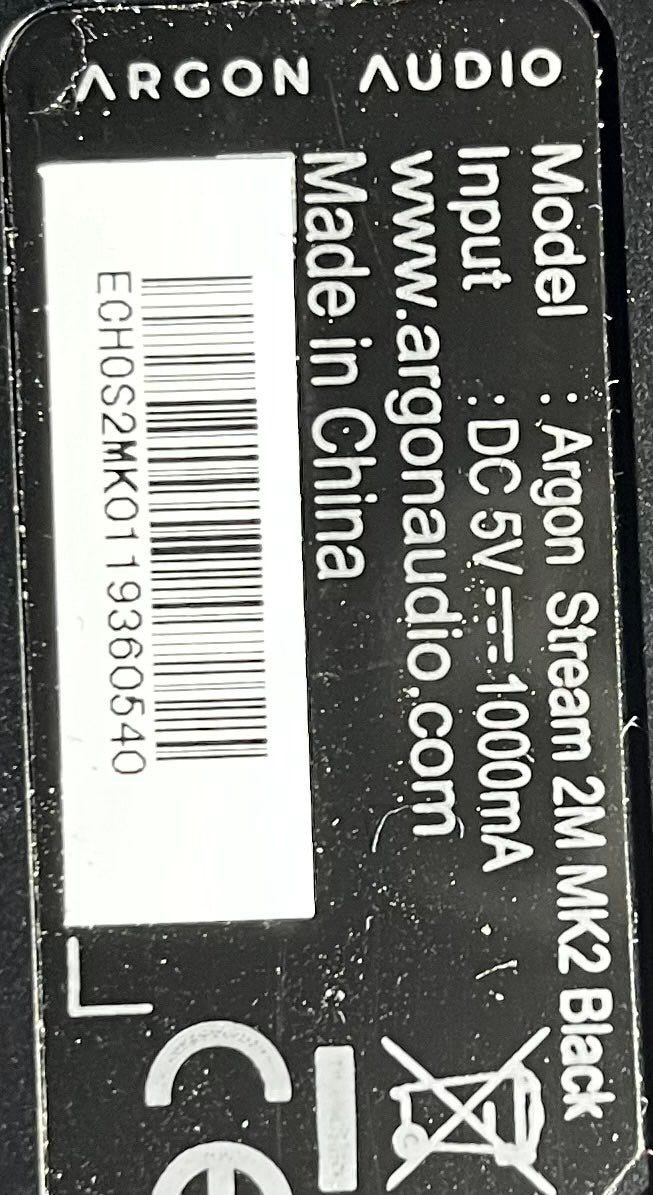 ARGON AUDIO
Model : Argon Stream 2M MK2 Black
Input : DC 5V 1000mA
www.argonaudio.com
Made in China
ECHOS2MK0119360540
CE